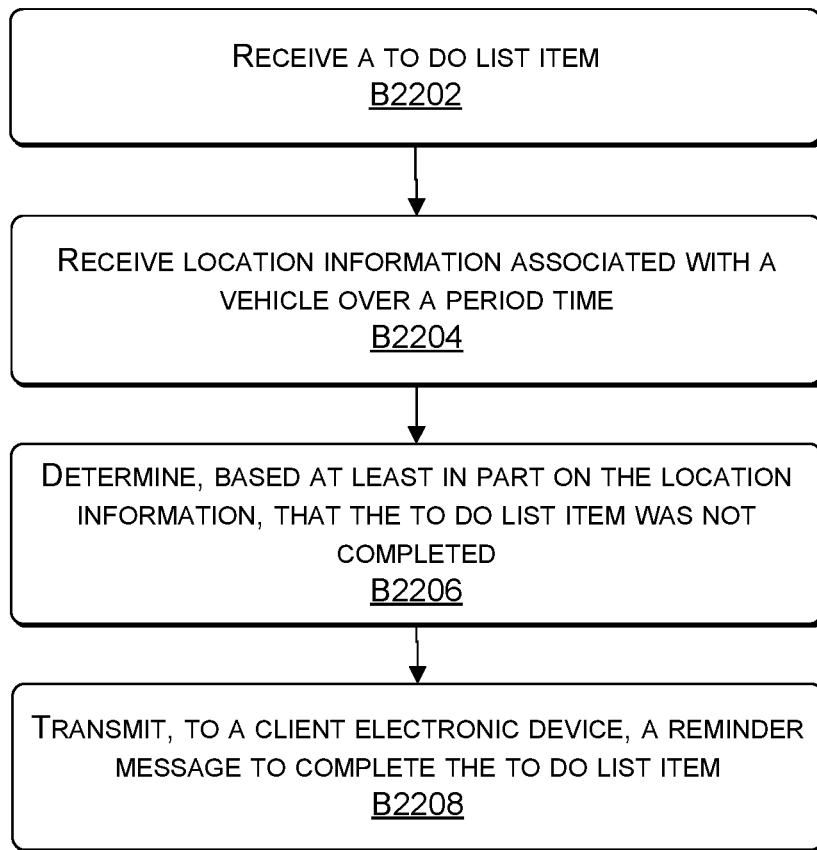 RECEIVE A TO DO LIST ITEM
B2202
RECEIVE LOCATION INFORMATION ASSOCIATED WITH A
VEHICLE OVER A PERIOD TIME
B2204
DETERMINE, BASED AT LEAST IN PART ON THE LOCATION
INFORMATION, THAT THE TO DO LIST ITEM WAS NOT
COMPLETED
B2206
TRANSMIT, TO A CLIENT ELECTRONIC DEVICE, A REMINDER
MESSAGE TO COMPLETE THE TO DO LIST ITEM
B2208